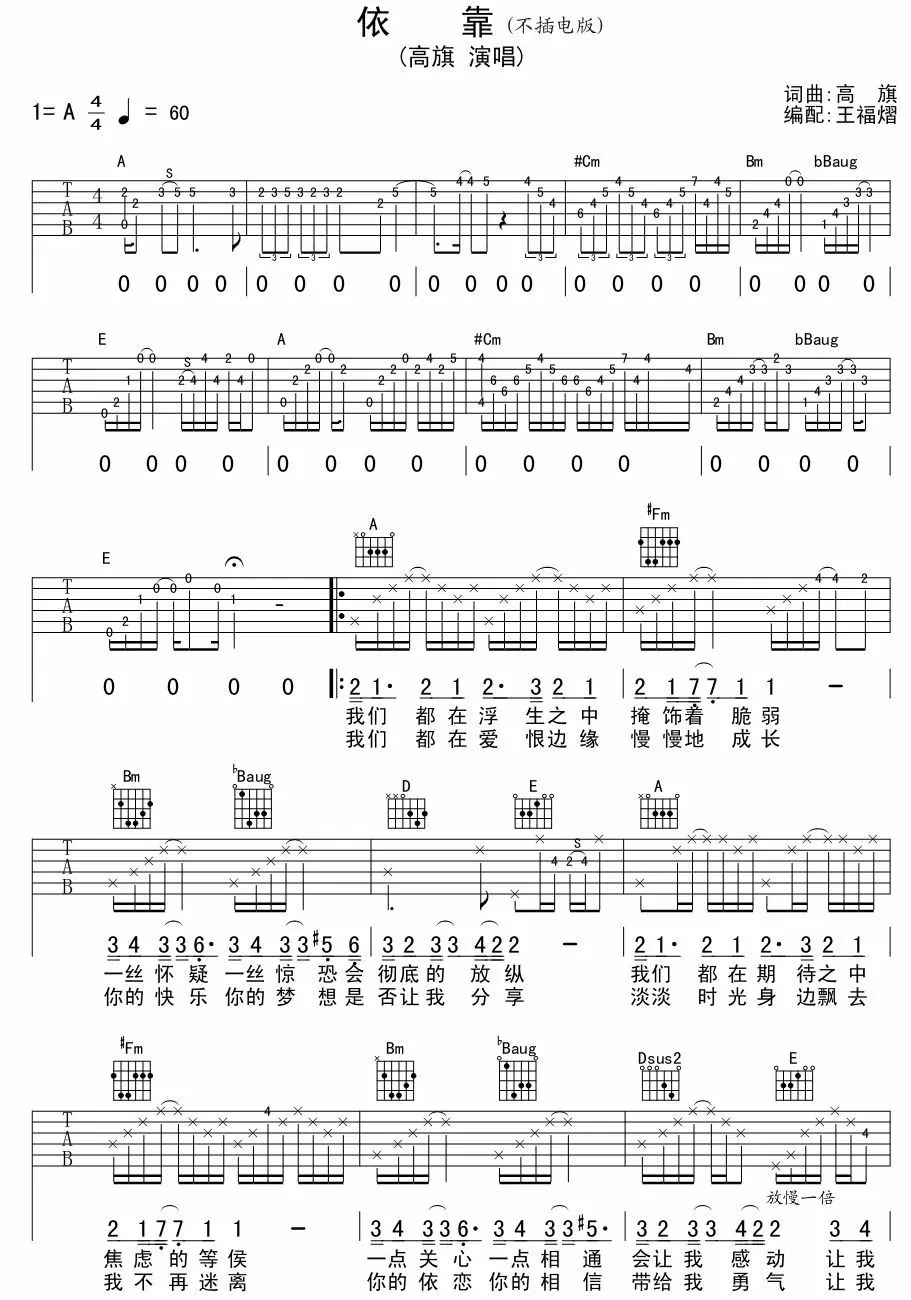 依 靠 (不插电版)
(高旗 演唱)
1= A 4/4 ♩ = 60
词曲:高 旗
编配:王福熠
A S #Cm Bm bBaug
0 0 0 0 0 0 0 0 0 0 0 0 0 0 0 0 0 0 0 0
E S A #Cm Bm bBaug
0 0 0 0 0 0 0 0 0 0 0 0 0 0 0 0
E A #Fm
0 0 0 0 2 1· 2 1 2· 3 2 1 2 1 7 7 1 1 –
我们 都在浮 生之中 掩饰着 脆弱
我们 都在爱 恨边缘 慢慢地 成长
Bm bBaug D E A
3 4 3 3 6· 3 4 3 3 #5 6 3 2 3 3 4 2 2 – 2 1· 2 1 2· 3 2 1
一丝怀疑一丝惊恐会 彻底的 放纵 我们 都在期 待之中
你的快乐你的梦想是 否让我 分享 淡淡 时光身 边飘去
#Fm Bm bBaug Dsus2 E
放慢一倍
2 1 7 7 1 1 – 3 4 3 3 6· 3 4 3 3 #5· 3 2 3 3 4 2 2 3 4
焦虑的等侯 一点关心一点相通 会让我 感动 让我
我不再迷离 你的依恋你的相信 带给我 勇气 让我